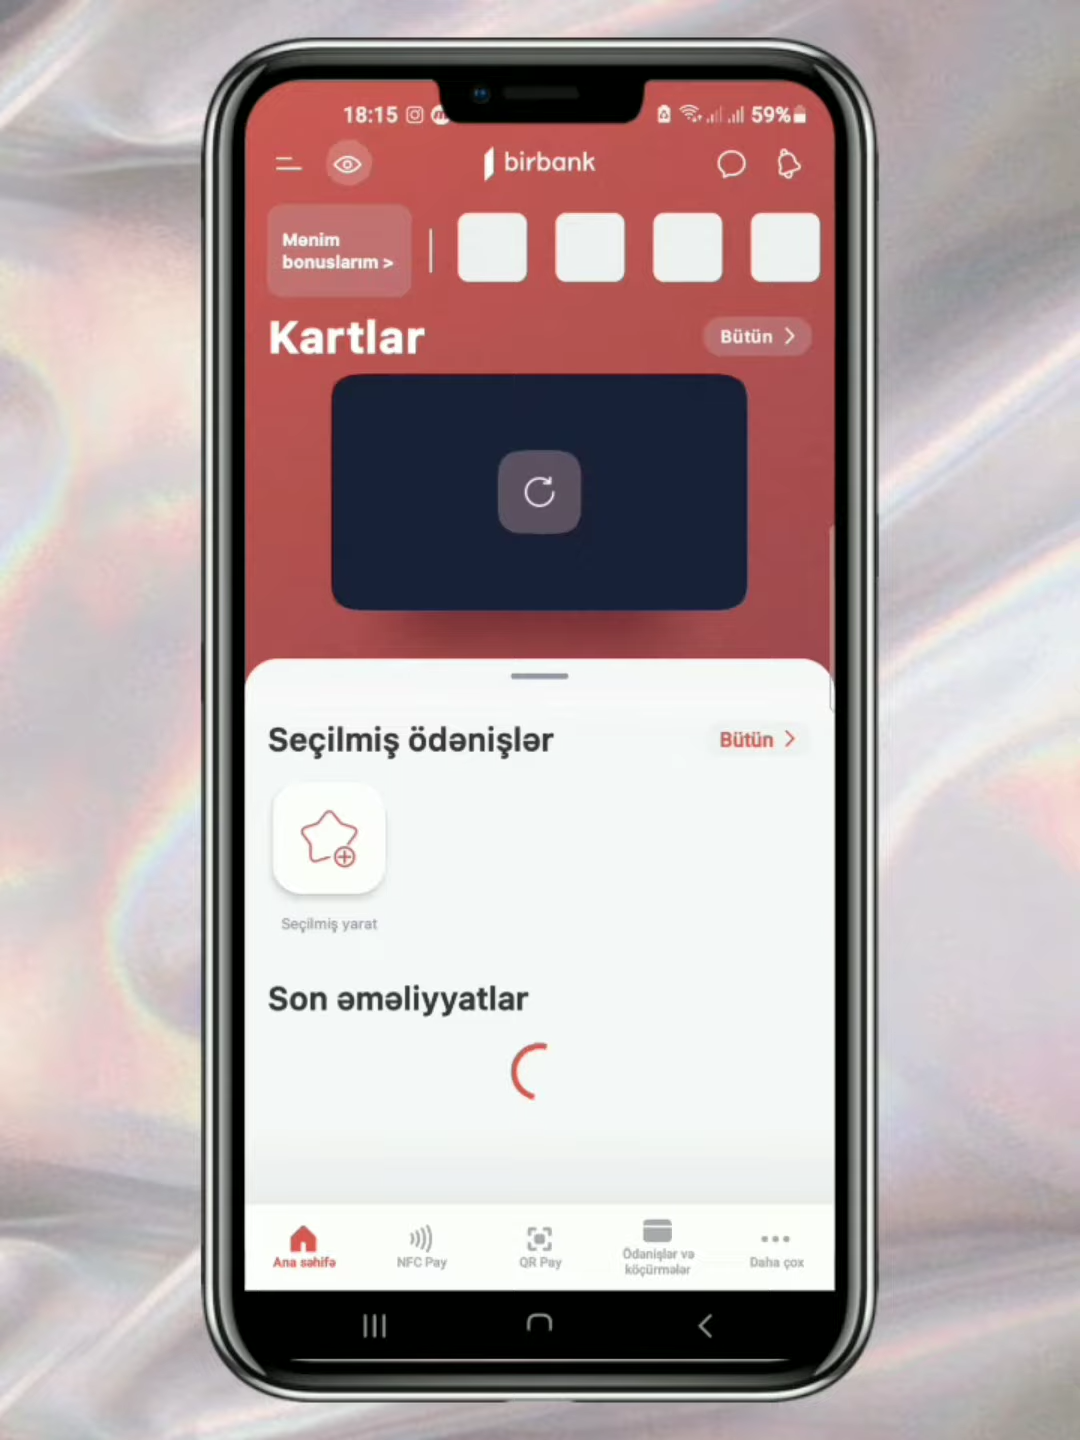 18:15
59%
birbank
Mənim
bonuslarım >
Kartlar
Bütün >
Seçilmiş ödənişlər
Bütün >
Seçilmiş yarat
Son əməliyyatlar
Ana səhifə
NFC Pay
QR Pay
Ödənişlər və
köçürmələr
Daha çox